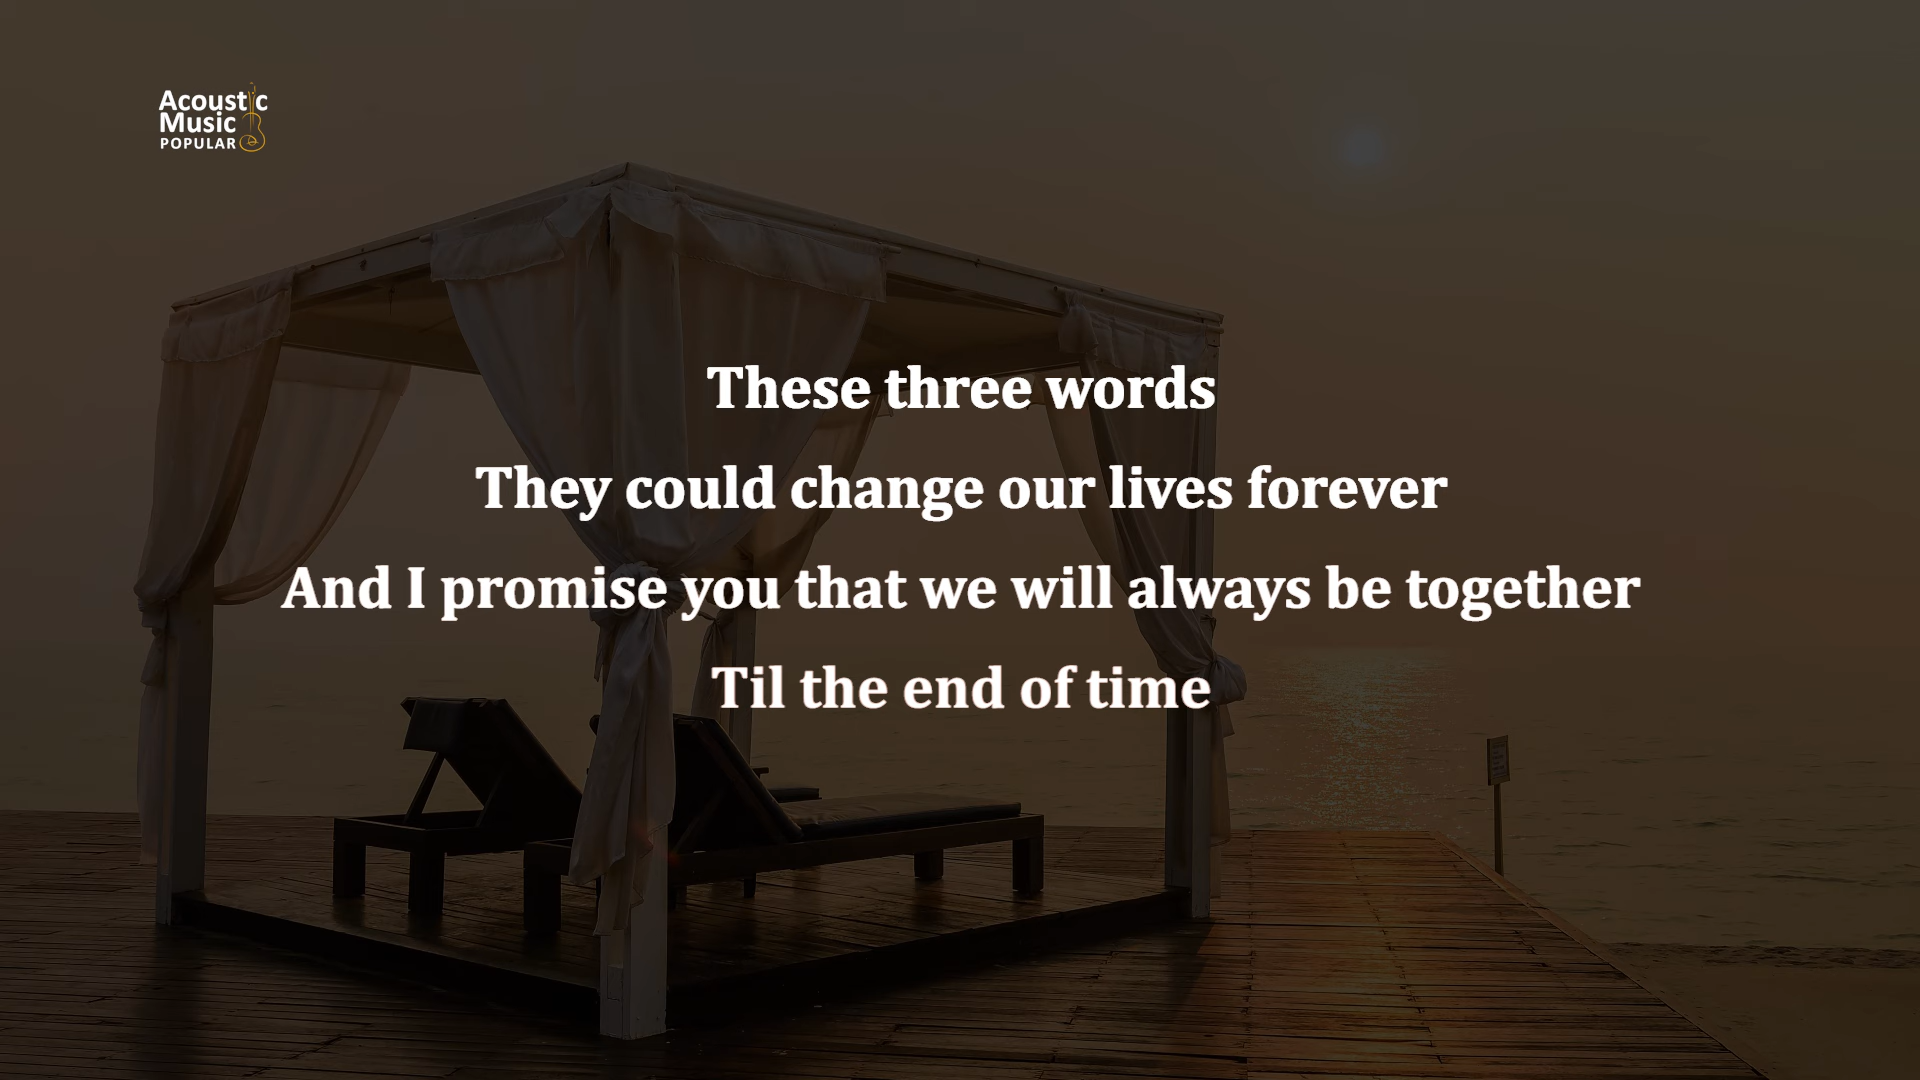 Acoustic
Music
POPULAR
These three words
They could change our lives forever
And I promise you that we will always be together
Til the end of time